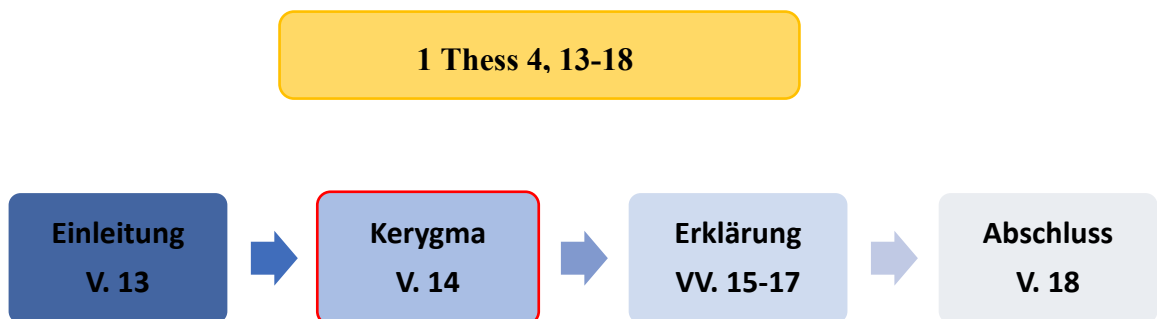 1 Thess 4, 13-18
Einleitung
V. 13
Kerygma
V. 14
Erklärung
VV. 15-17
Abschluss
V. 18